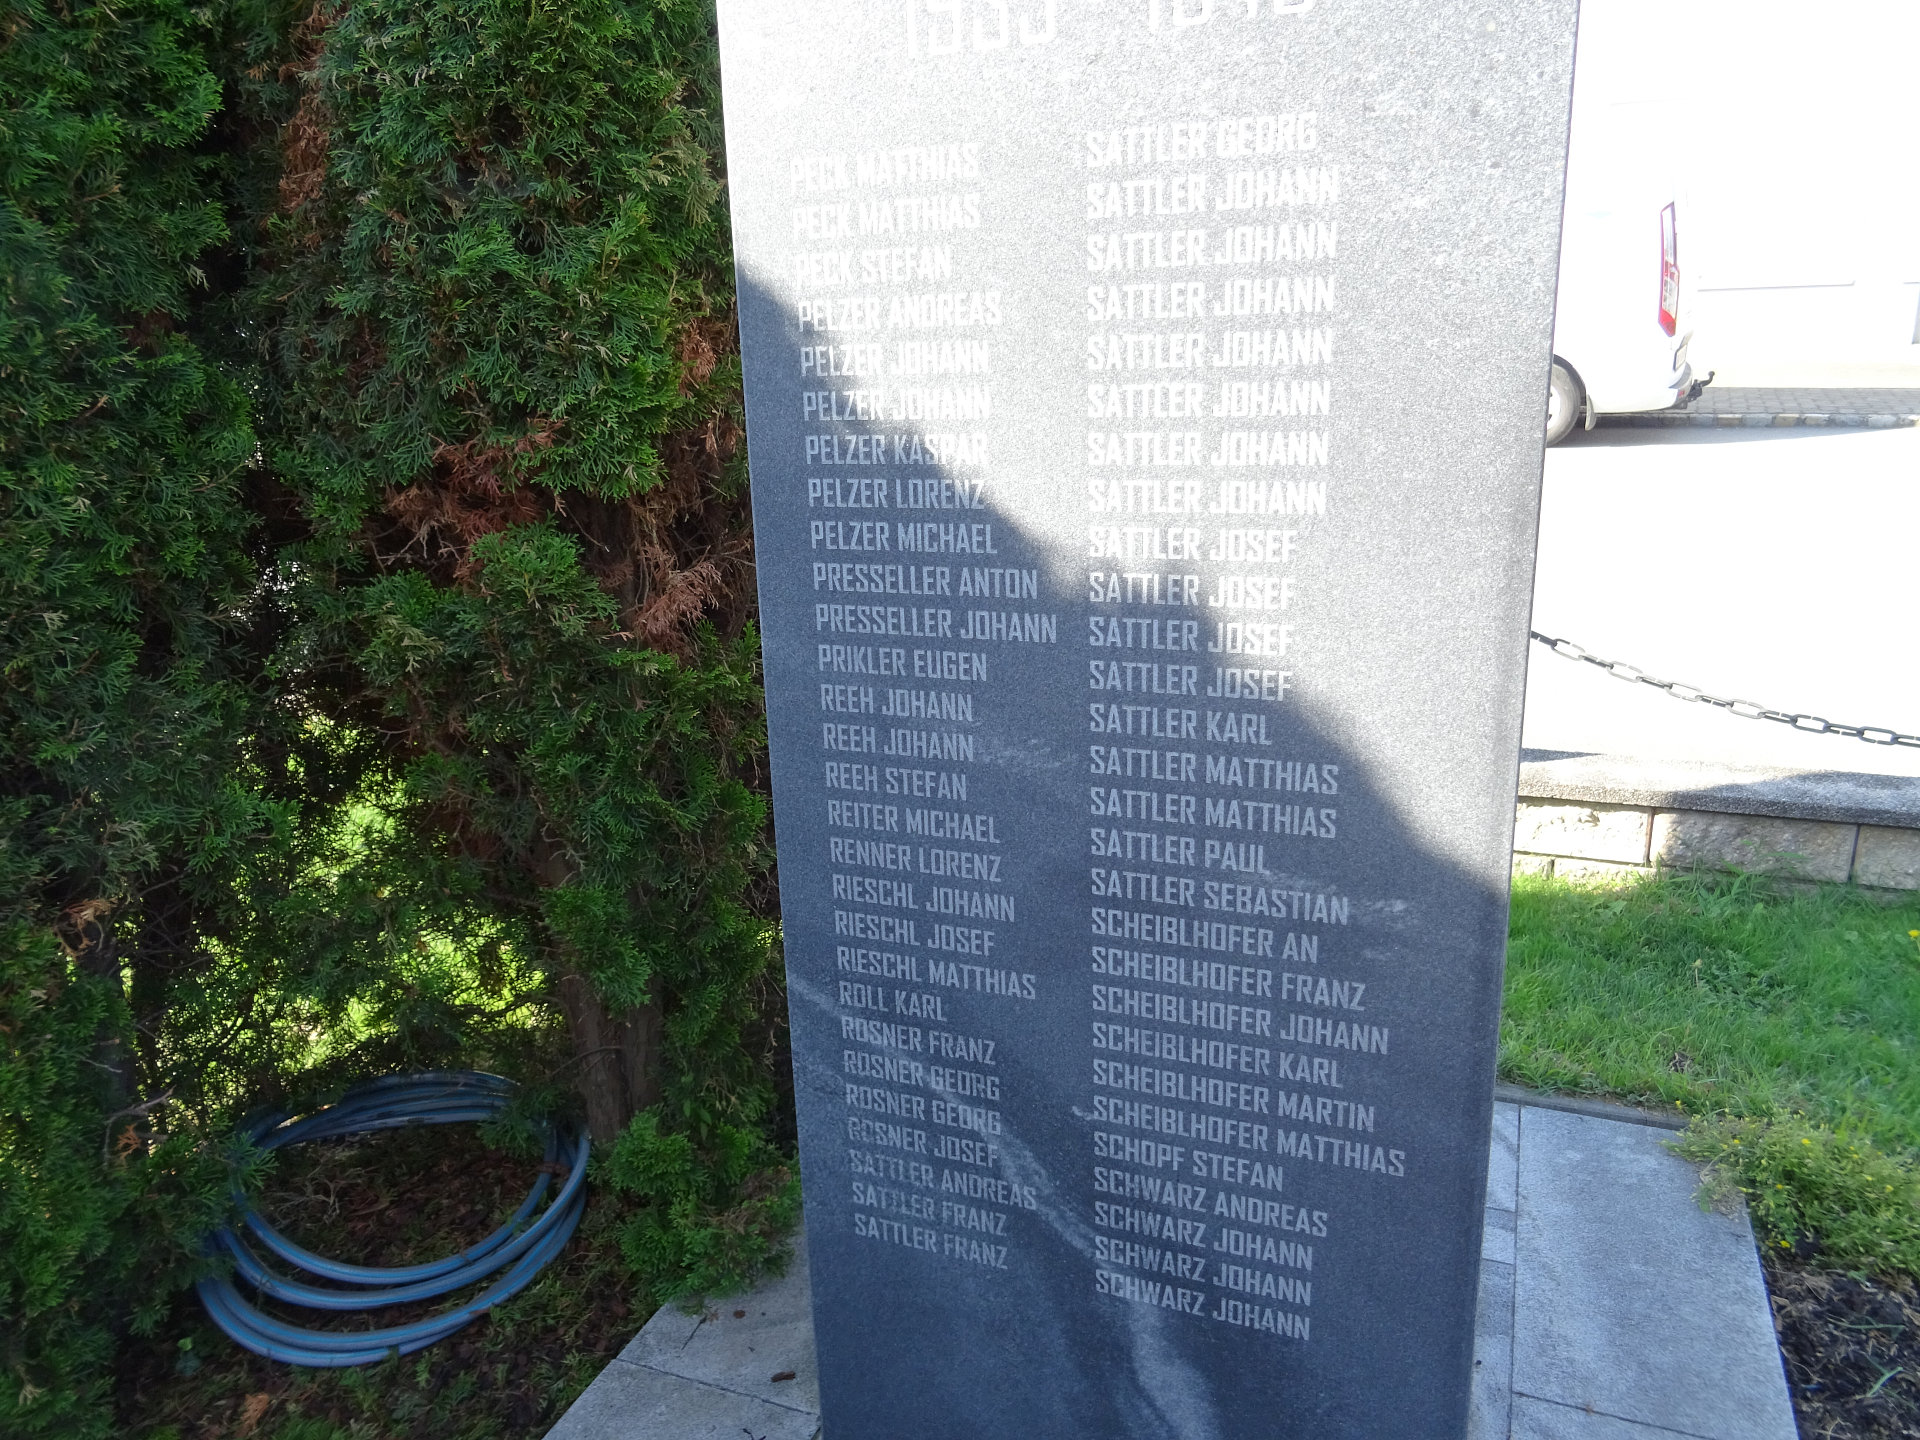 PECK MATTHIAS
PECK MATTHIAS
PECK STEFAN
PELZER ANDREAS
PELZER JOHANN
PELZER JOHANN
PELZER KASPAR
PELZER LORENZ
PELZER MICHAEL
PRESSELLER ANTON
PRESSELLER JOHANN
PRIKLER EUGEN
REEH JOHANN
REEH JOHANN
REEH STEFAN
REITER MICHAEL
RENNER LORENZ
RIESCHL JOHANN
RIESCHL JOSEF
RIESCHL MATTHIAS
ROLL KARL
ROSNER FRANZ
ROSNER GEORG
ROSNER GEORG
ROSNER JOSEF
SATTLER ANDREAS
SATTLER FRANZ
SATTLER FRANZ
SATTLER GEORG
SATTLER JOHANN
SATTLER JOHANN
SATTLER JOHANN
SATTLER JOHANN
SATTLER JOHANN
SATTLER JOHANN
SATTLER JOHANN
SATTLER JOSEF
SATTLER JOSEF
SATTLER JOSEF
SATTLER JOSEF
SATTLER KARL
SATTLER MATTHIAS
SATTLER MATTHIAS
SATTLER PAUL
SATTLER SEBASTIAN
SCHEIBLHOFER AN
SCHEIBLHOFER FRANZ
SCHEIBLHOFER JOHANN
SCHEIBLHOFER KARL
SCHEIBLHOFER MARTIN
SCHEIBLHOFER MATTHIAS
SCHOPF STEFAN
SCHWARZ ANDREAS
SCHWARZ JOHANN
SCHWARZ JOHANN
SCHWARZ JOHANN